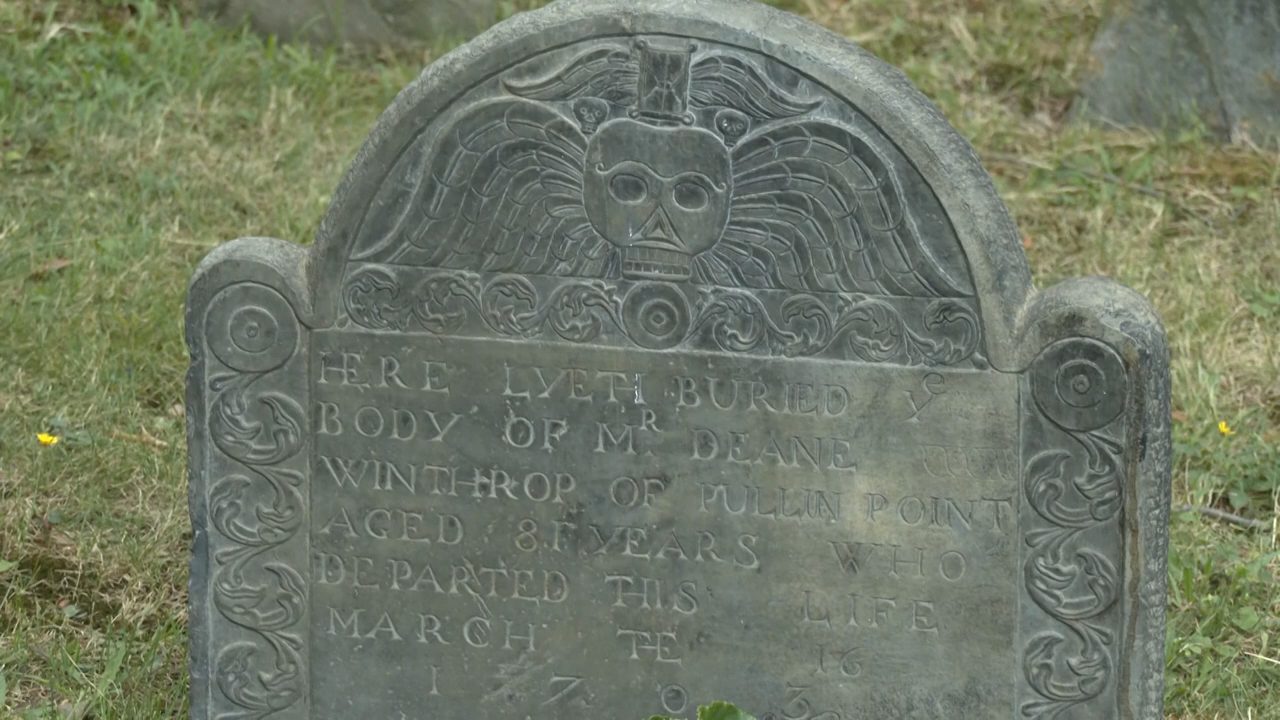 HERE LYETH BURIED Yᵉ
BODY OF Mᴿ DEANE
WINTHROP OF PULLIN POINT
AGED 81 YEARS WHO
DEPARTED THIS LIFE
MARCH THE 16
1 7 0 3